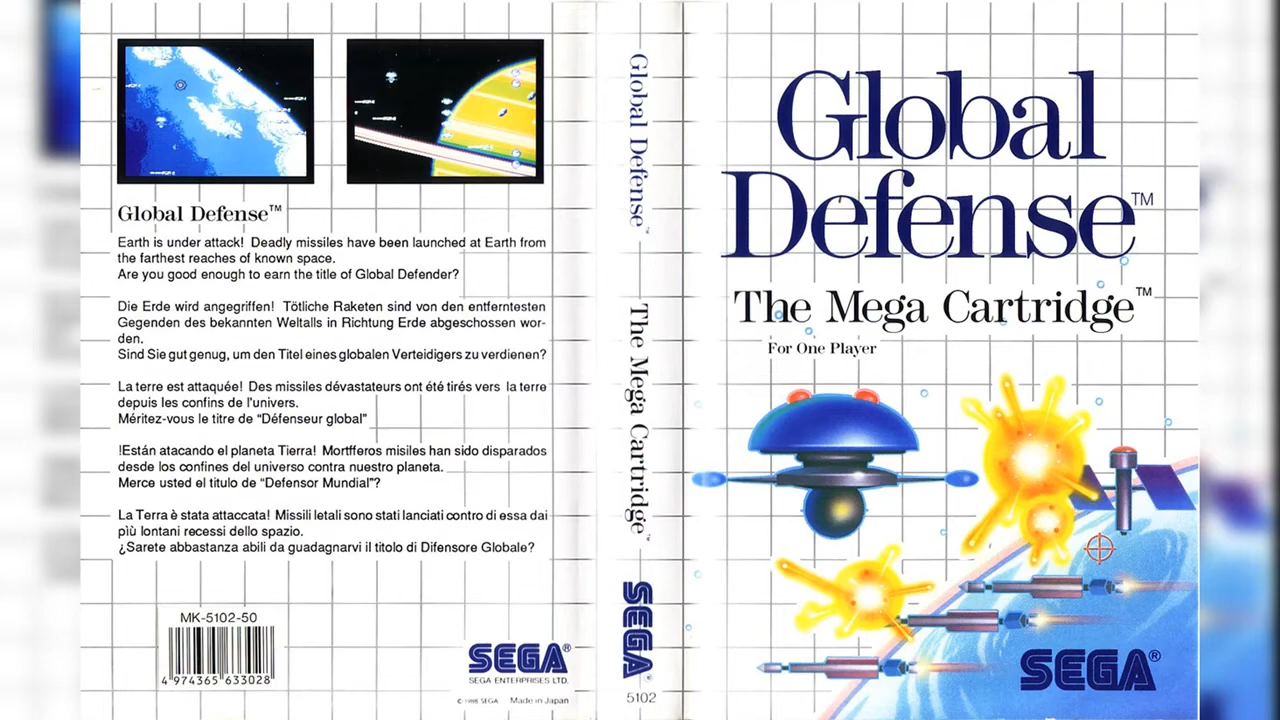 Global Defense™
Earth is under attack! Deadly missiles have been launched at Earth from
the farthest reaches of known space.
Are you good enough to earn the title of Global Defender?
Die Erde wird angegriffen! Tötliche Raketen sind von den entferntesten
Gegenden des bekannten Weltalls in Richtung Erde abgeschossen wor-
den.
Sind Sie gut genug, um den Titel eines globalen Verteidigers zu verdienen?
La terre est attaquée! Des missiles dévastateurs ont été tirés vers la terre
depuis les confins de l'univers.
Méritez-vous le titre de “Défenseur global”
!Están atacando el planeta Tierra! Mortfferos misiles han sido disparados
desde los confines del universo contra nuestro planeta.
Merce usted el titulo de “Defensor Mundial”?
La Terra è stata attaccata! Missili letali sono stati lanciati contro di essa dai
più lontani recessi dello spazio.
¿Sarete abbastanza abili da guadagnarvi il titolo di Difensore Globale?
MK-5102-50
4 974365 633028
SEGA®
SEGA ENTERPRISES LTD.
SEGA Made in Japan
Global Defense™
The Mega Cartridge™
SEGA®
5102
Global
Defense™
The Mega Cartridge™
For One Player
SEGA®